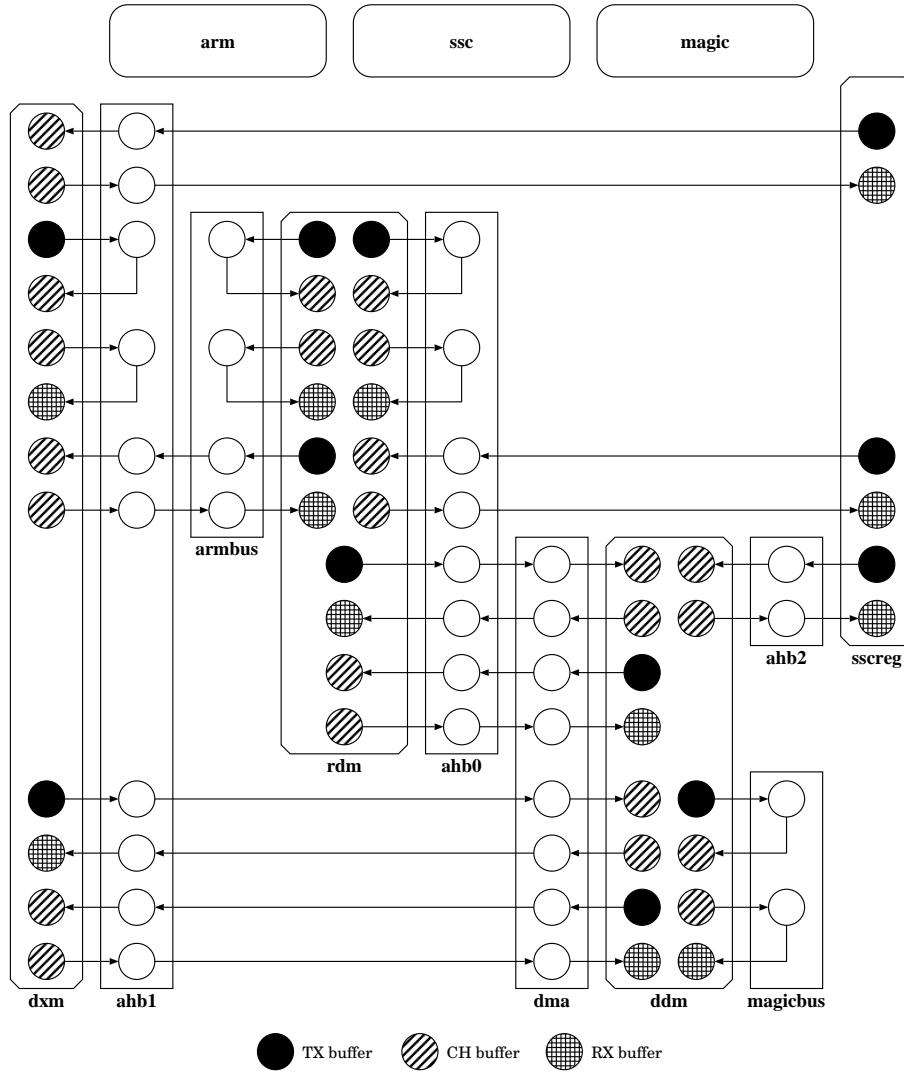 arm ssc magic
armbus
ahb2 sscreg
rdm ahb0
dxm ahb1 dma ddm magicbus
TX buffer CH buffer RX buffer